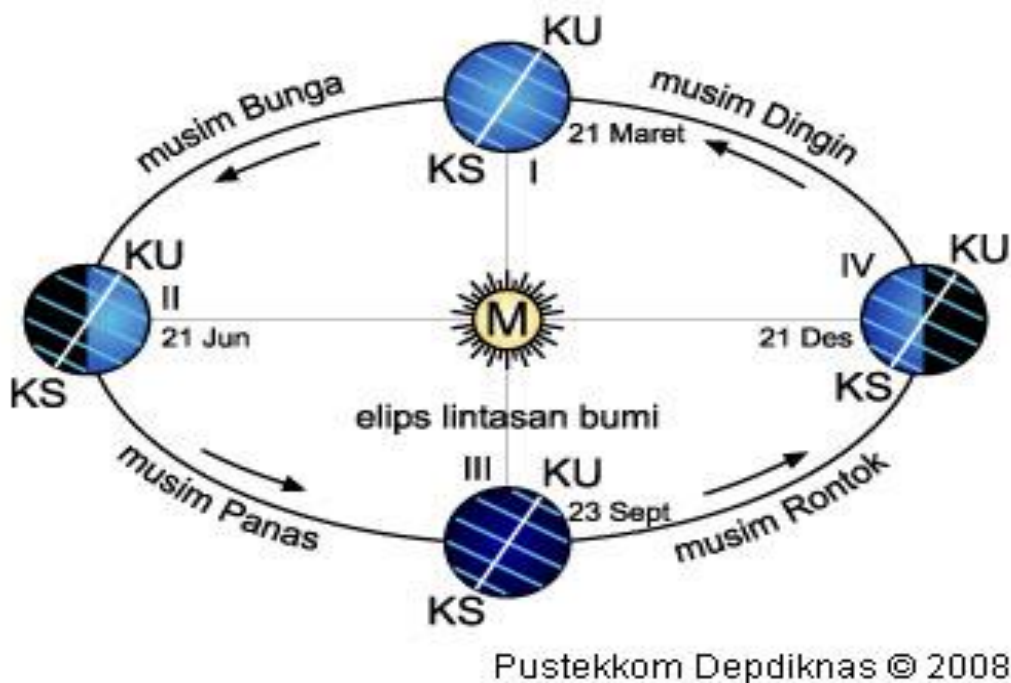 KU
musim Bunga
musim Dingin
21 Maret
KS
I
KU
II
21 Jun
KS
M
KU
IV
21 Des
KS
elips lintasan bumi
III
KU
23 Sept
musim Panas
musim Rontok
KS
Pustekkom Depdiknas © 2008